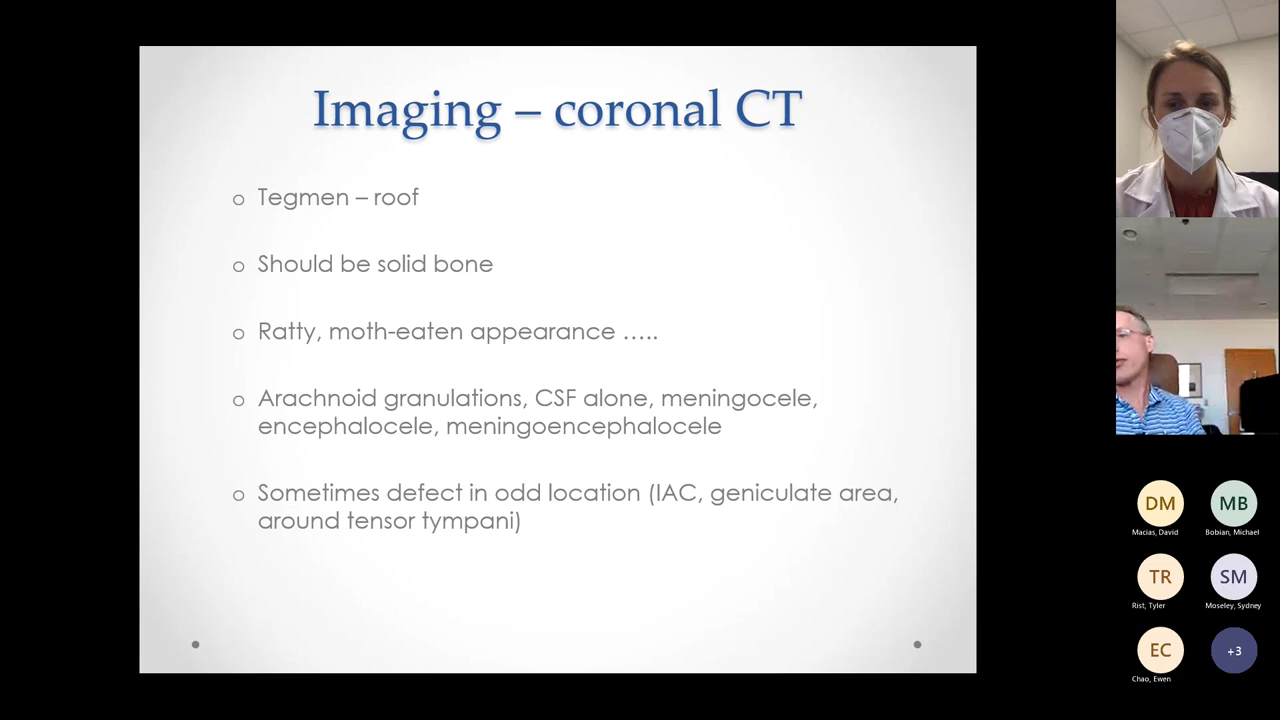 Imaging – coronal CT
o Tegmen – roof
o Should be solid bone
o Ratty, moth-eaten appearance …..
o Arachnoid granulations, CSF alone, meningocele,
encephalocele, meningoencephalocele
o Sometimes defect in odd location (IAC, geniculate area,
around tensor tympani)
DM
MB
Macias, David
Bobian, Michael
TR
SM
Rist, Tyler
Moseley, Sydney
EC
+3
Chao, Ewen